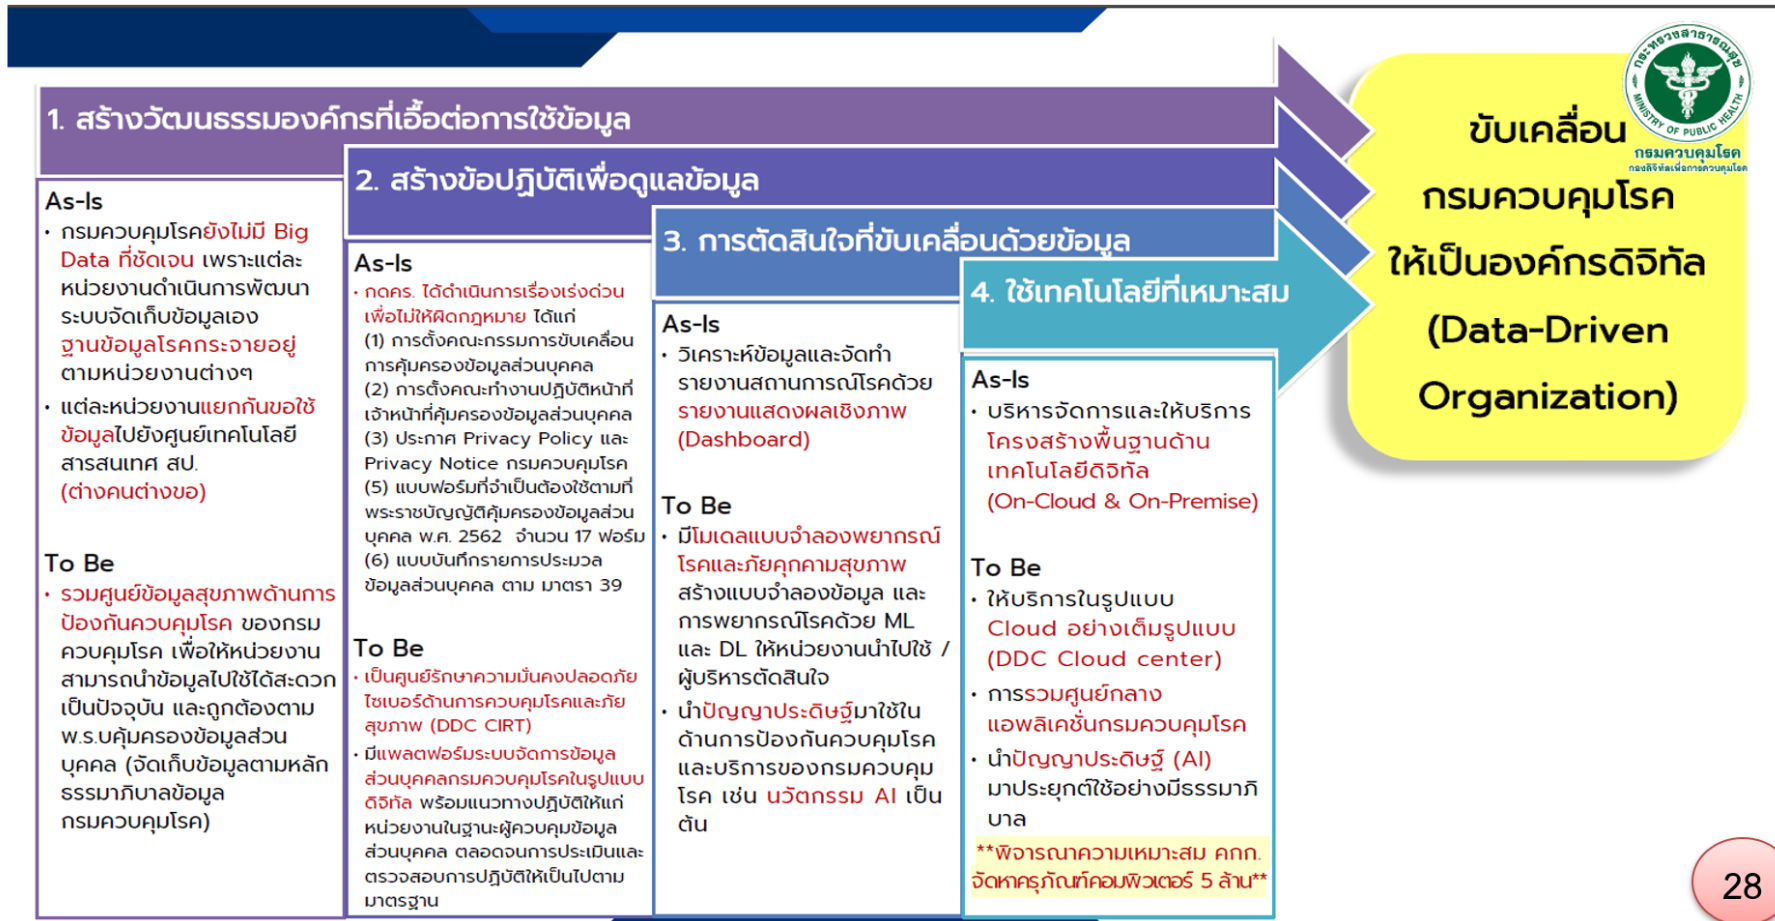 1. สร้างวัฒนธรรมองค์กรที่เอื้อต่อการใช้ข้อมูล
As-Is
• กรมควบคุมโรคยังไม่มี Big
Data ที่ชัดเจน เพราะแต่ละ
หน่วยงานดำเนินการพัฒนา
ระบบจัดเก็บข้อมูลเอง
ฐานข้อมูลโรคกระจายอยู่
ตามหน่วยงานต่างๆ
• แต่ละหน่วยงานแยกกันขอใช้
ข้อมูลไปยังศูนย์เทคโนโลยี
สารสนเทศ สป.
(ต่างคนต่างขอ)
To Be
• รวมศูนย์ข้อมูลสุขภาพด้านการ
ป้องกันควบคุมโรค ของกรม
ควบคุมโรค เพื่อให้หน่วยงาน
สามารถนำข้อมูลไปใช้ได้สะดวก
เป็นปัจจุบัน และถูกต้องตาม
พ.ร.บคุ้มครองข้อมูลส่วน
บุคคล (จัดเก็บข้อมูลตามหลัก
ธรรมาภิบาลข้อมูล
กรมควบคุมโรค)
2. สร้างข้อปฏิบัติเพื่อดูแลข้อมูล
As-Is
• กดคร. ได้ดำเนินการเรื่องเร่งด่วน
เพื่อไม่ให้ผิดกฎหมาย ได้แก่
(1) การตั้งคณะกรรมการขับเคลื่อน
การคุ้มครองข้อมูลส่วนบุคคล
(2) การตั้งคณะทำงานปฏิบัติหน้าที่
เจ้าหน้าที่คุ้มครองข้อมูลส่วนบุคคล
(3) ประกาศ Privacy Policy และ
Privacy Notice กรมควบคุมโรค
(5) แบบฟอร์มที่จำเป็นต้องใช้ตามที่
พระราชบัญญัติคุ้มครองข้อมูลส่วน
บุคคล พ.ศ. 2562 จำนวน 17 ฟอร์ม
(6) แบบบันทึกรายการประมวล
ข้อมูลส่วนบุคคล ตาม มาตรา 39
To Be
• เป็นศูนย์รักษาความมั่นคงปลอดภัย
ไซเบอร์ด้านการควบคุมโรคและภัย
สุขภาพ (DDC CIRT)
• มีแพลตฟอร์มระบบจัดการข้อมูล
ส่วนบุคคลกรมควบคุมโรคในรูปแบบ
ดิจิทัล พร้อมแนวทางปฏิบัติให้แก่
หน่วยงานในฐานะผู้ควบคุมข้อมูล
ส่วนบุคคล ตลอดจนการประเมินและ
ตรวจสอบการปฏิบัติให้เป็นไปตาม
มาตรฐาน
3. การตัดสินใจที่ขับเคลื่อนด้วยข้อมูล
As-Is
• วิเคราะห์ข้อมูลและจัดทำ
รายงานสถานการณ์โรคด้วย
รายงานแสดงผลเชิงภาพ
(Dashboard)
To Be
• มีโมเดลแบบจำลองพยากรณ์
โรคและภัยคุกคามสุขภาพ
สร้างแบบจำลองข้อมูล และ
การพยากรณ์โรคด้วย ML
และ DL ให้หน่วยงานนำไปใช้ /
ผู้บริหารตัดสินใจ
• นำปัญญาประดิษฐ์มาใช้ใน
ด้านการป้องกันควบคุมโรค
และบริการของกรมควบคุม
โรค เช่น นวัตกรรม AI เป็น
ต้น
4. ใช้เทคโนโลยีที่เหมาะสม
As-Is
• บริหารจัดการและให้บริการ
โครงสร้างพื้นฐานด้าน
เทคโนโลยีดิจิทัล
(On-Cloud & On-Premise)
To Be
• ให้บริการในรูปแบบ
Cloud อย่างเต็มรูปแบบ
(DDC Cloud center)
• การรวมศูนย์กลาง
แอพลิเคชั่นกรมควบคุมโรค
• นำปัญญาประดิษฐ์ (AI)
มาประยุกต์ใช้อย่างมีธรรมาภิ
บาล
**พิจารณาความเหมาะสม คกก.
จัดหาครุภัณฑ์คอมพิวเตอร์ 5 ล้าน**
ขับเคลื่อน
กรมควบคุมโรค
ให้เป็นองค์กรดิจิทัล
(Data-Driven
Organization)
กระทรวงสาธารณสุข
MINISTRY OF PUBLIC HEALTH
กรมควบคุมโรค
กองดิจิทัลเพื่อการควบคุมโรค
28